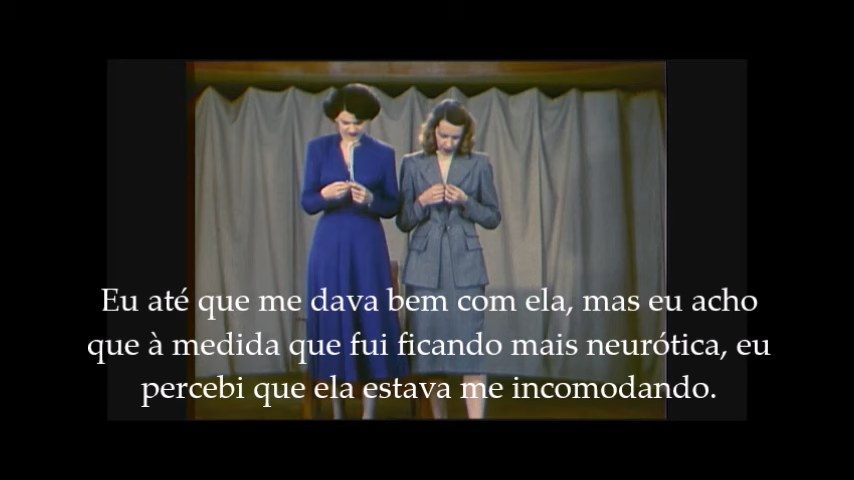 Eu até que me dava bem com ela, mas eu acho
que à medida que fui ficando mais neurótica, eu
percebi que ela estava me incomodando.